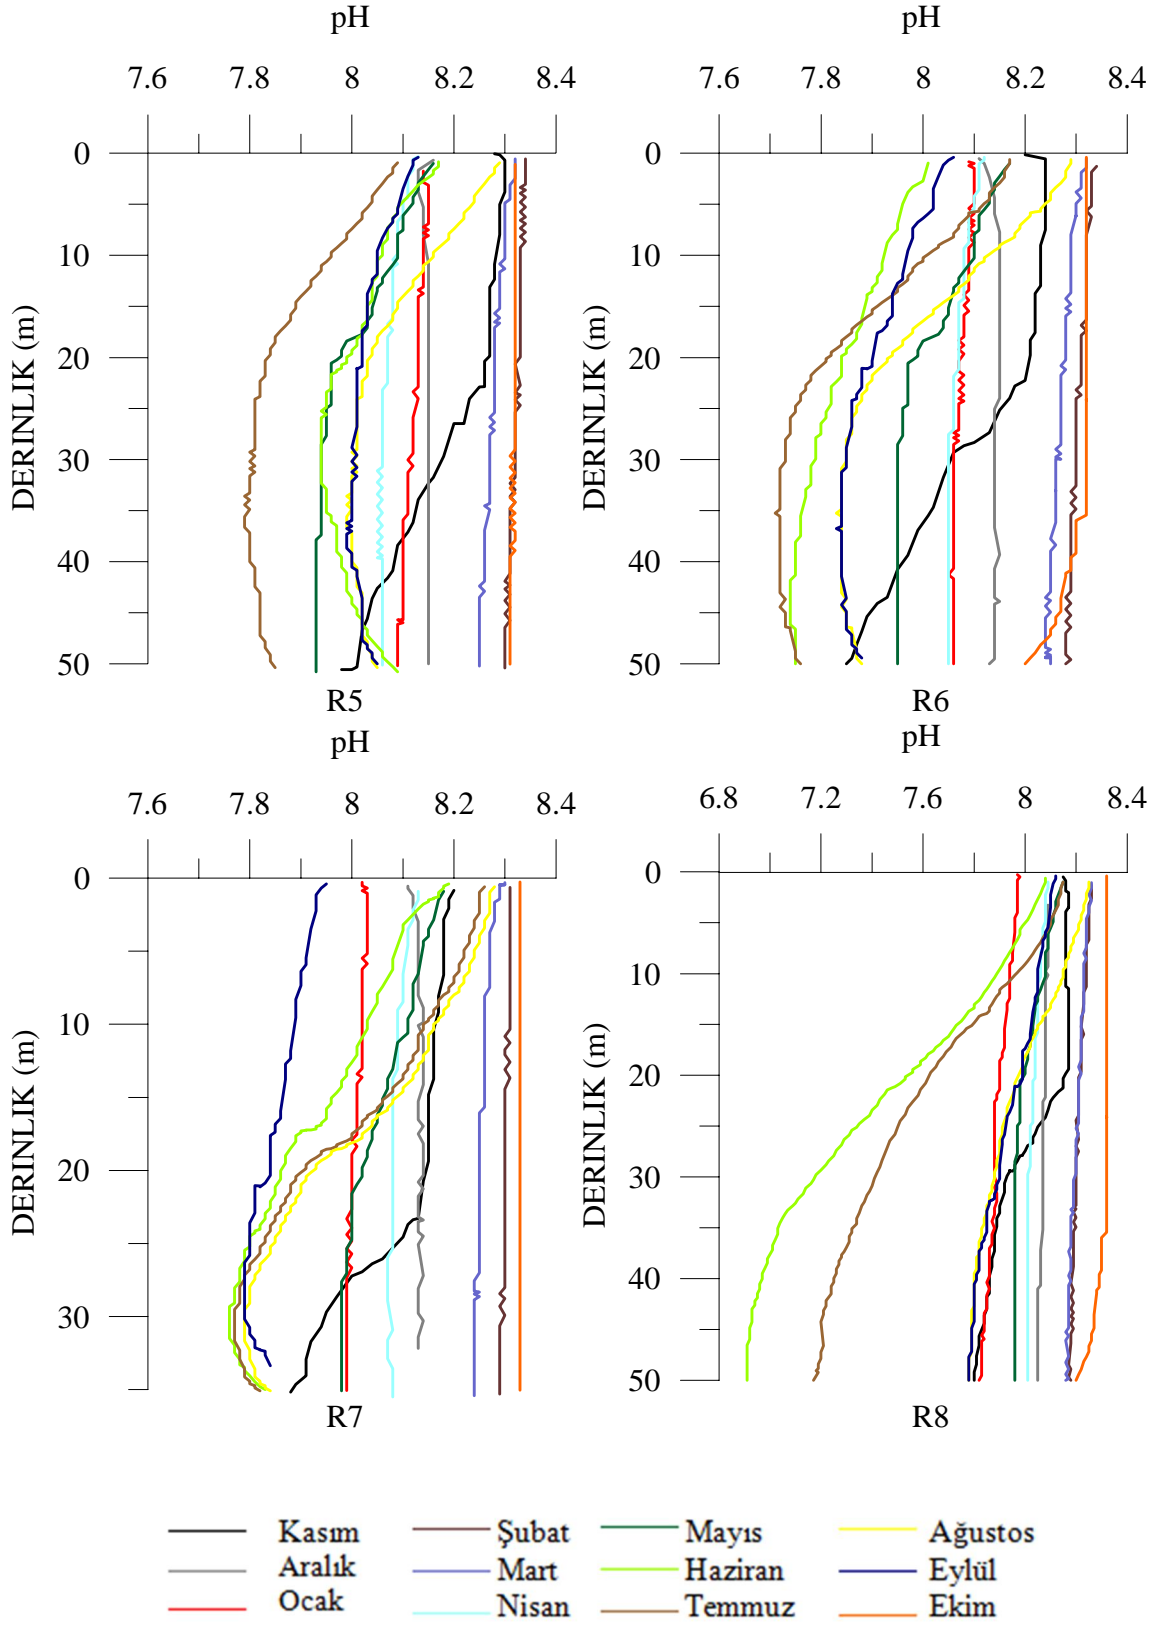 pH
7.6 7.8 8 8.2 8.4
0
10
20
30
40
50
DERINLIK (m)
R5
pH
7.6 7.8 8 8.2 8.4
0
10
20
30
40
50
DERINLIK (m)
R6
pH
7.6 7.8 8 8.2 8.4
0
10
20
30
DERINLIK (m)
R7
pH
6.8 7.2 7.6 8 8.4
0
10
20
30
40
50
DERINLIK (m)
R8
Kasım Şubat Mayıs Ağustos
Aralık Mart Haziran Eylül
Ocak Nisan Temmuz Ekim